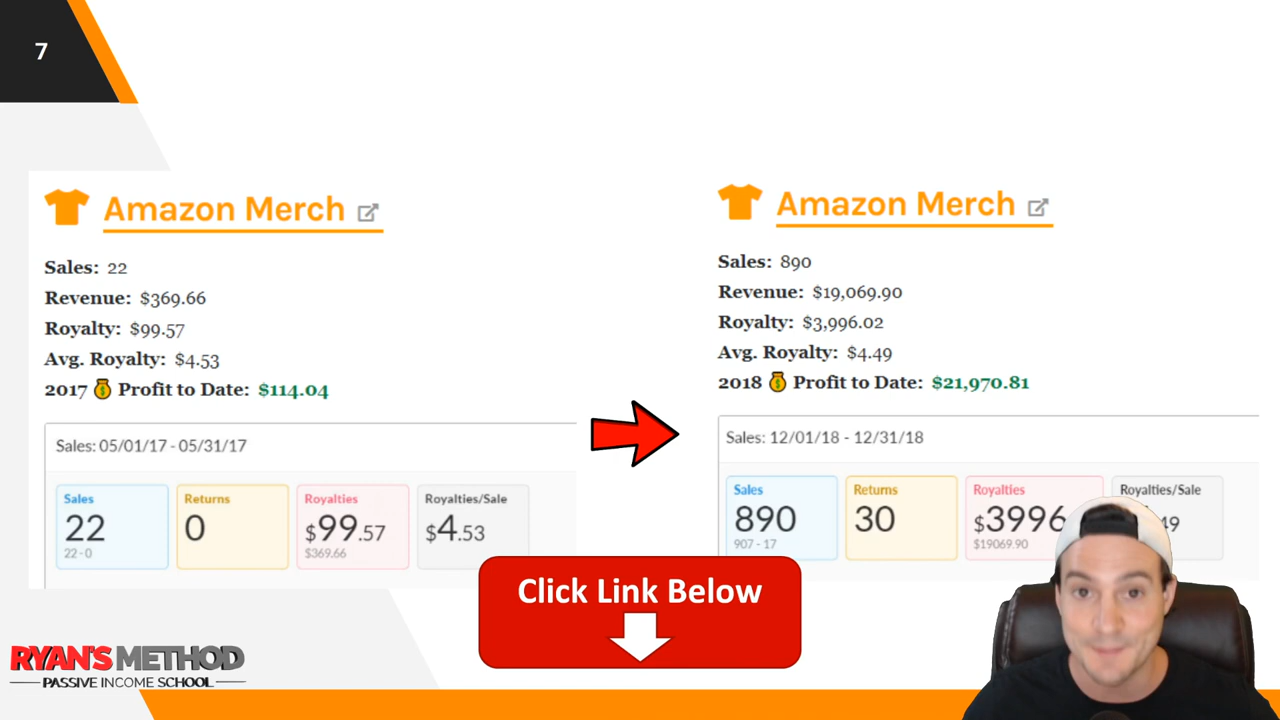 7
Amazon Merch
Sales: 22
Revenue: $369.66
Royalty: $99.57
Avg. Royalty: $4.53
2017 Profit to Date: $114.04
Sales: 05/01/17 - 05/31/17
Sales
22
22 - 0
Returns
0
Royalties
$99.57
$369.66
Royalties/Sale
$4.53
Amazon Merch
Sales: 890
Revenue: $19,069.90
Royalty: $3,996.02
Avg. Royalty: $4.49
2018 Profit to Date: $21,970.81
Sales: 12/01/18 - 12/31/18
Sales
890
907 - 17
Returns
30
Royalties
$3996
$19069.90
Royalties/Sale
49
Click Link Below
RYAN'S METHOD
PASSIVE INCOME SCHOOL